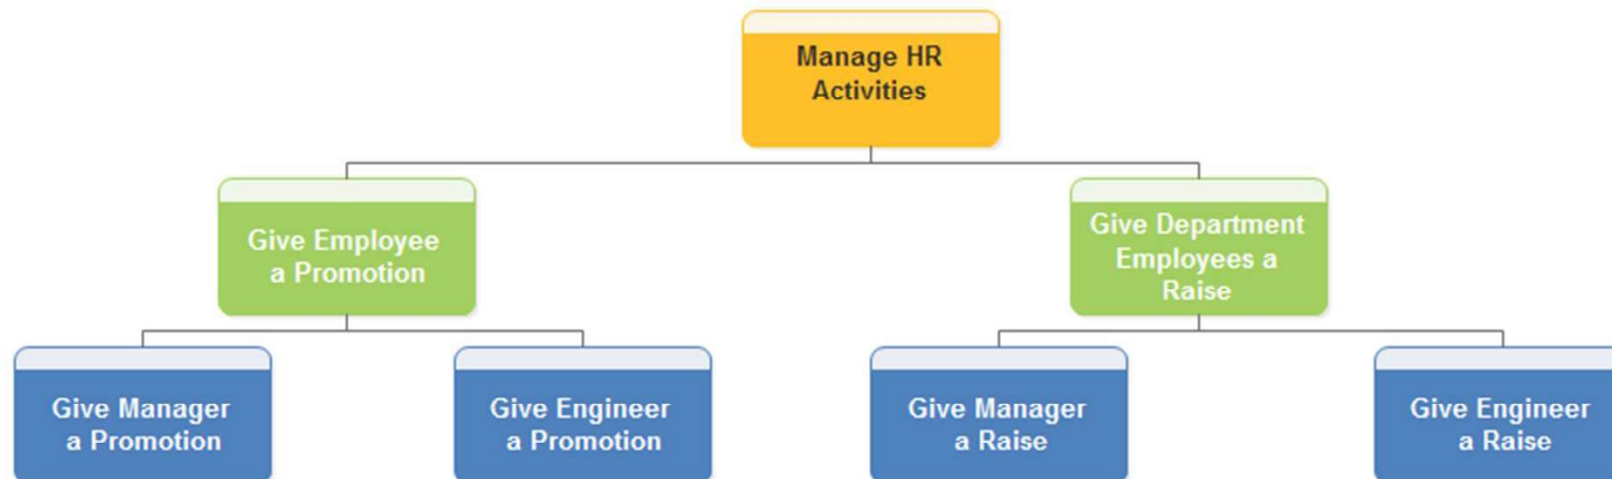 Manage HR
Activities
Give Employee
a Promotion
Give Department
Employees a
Raise
Give Manager
a Promotion
Give Engineer
a Promotion
Give Manager
a Raise
Give Engineer
a Raise